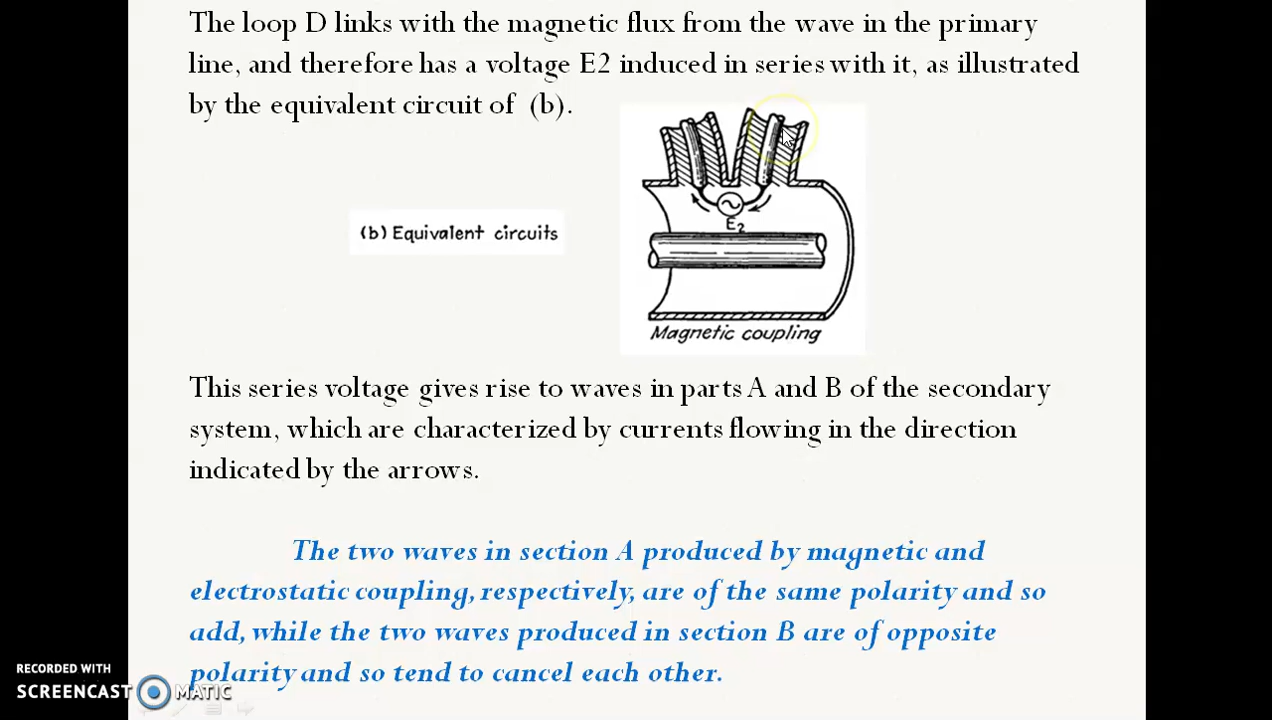 The loop D links with the magnetic flux from the wave in the primary
line, and therefore has a voltage E2 induced in series with it, as illustrated
by the equivalent circuit of (b).
E2
(b) Equivalent circuits
Magnetic coupling
This series voltage gives rise to waves in parts A and B of the secondary
system, which are characterized by currents flowing in the direction
indicated by the arrows.
The two waves in section A produced by magnetic and
electrostatic coupling, respectively, are of the same polarity and so
add, while the two waves produced in section B are of opposite
polarity and so tend to cancel each other.
RECORDED WITH
SCREENCAST MATIC